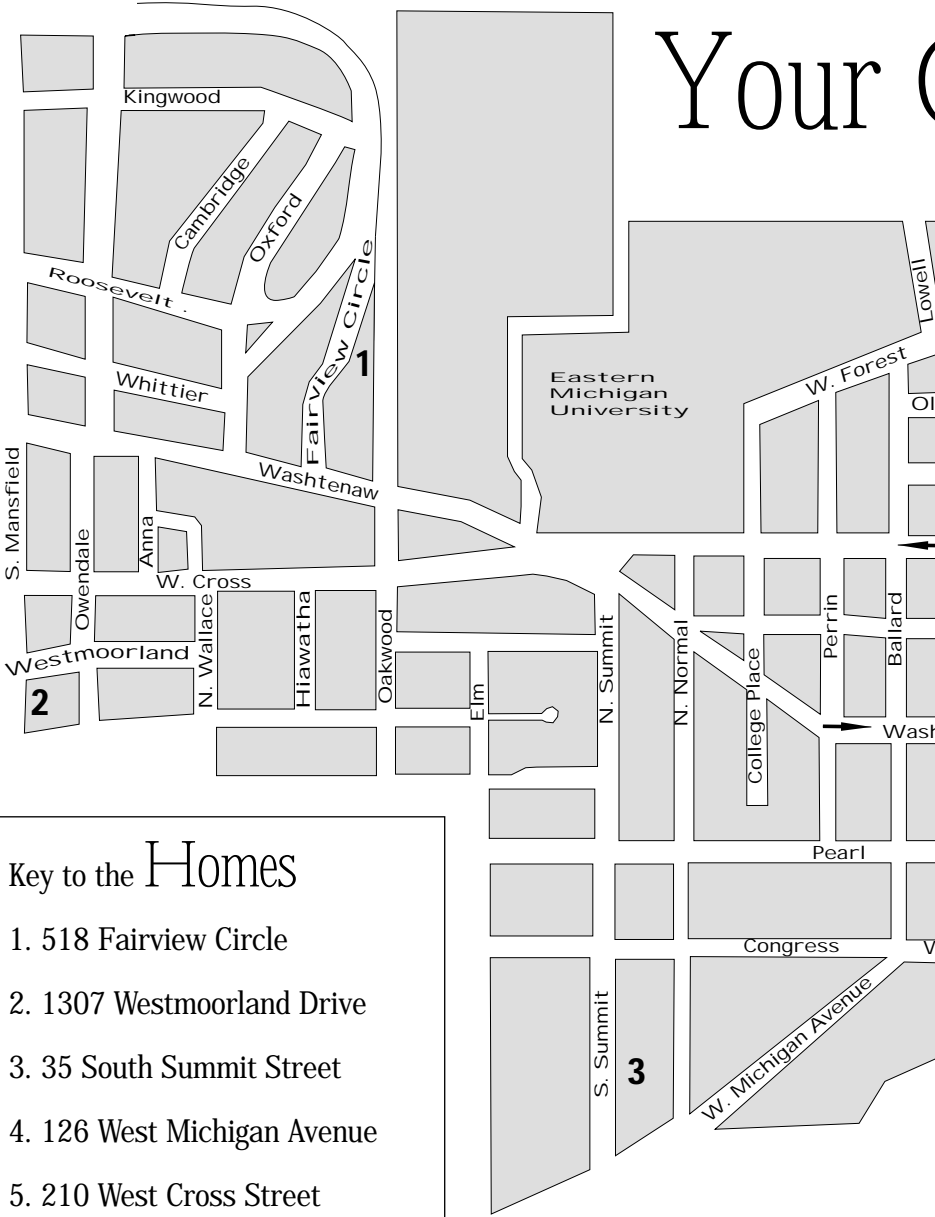 Your
Kingwood
Cambridge
Oxford
Roosevelt .
Fairview Circle
1
Whittier
Washtenaw
Eastern
Michigan
University
Lowell
W. Forest
Ol
S. Mansfield
Owendale
Anna
W. Cross
N. Wallace
Hiawatha
Oakwood
Elm
N. Summit
N. Normal
College Place
Perrin
Ballard
Westmoorland
2
Wash
Pearl
Congress
W. Michigan Avenue
S. Summit
3
Key to the Homes
1. 518 Fairview Circle
2. 1307 Westmoorland Drive
3. 35 South Summit Street
4. 126 West Michigan Avenue
5. 210 West Cross Street